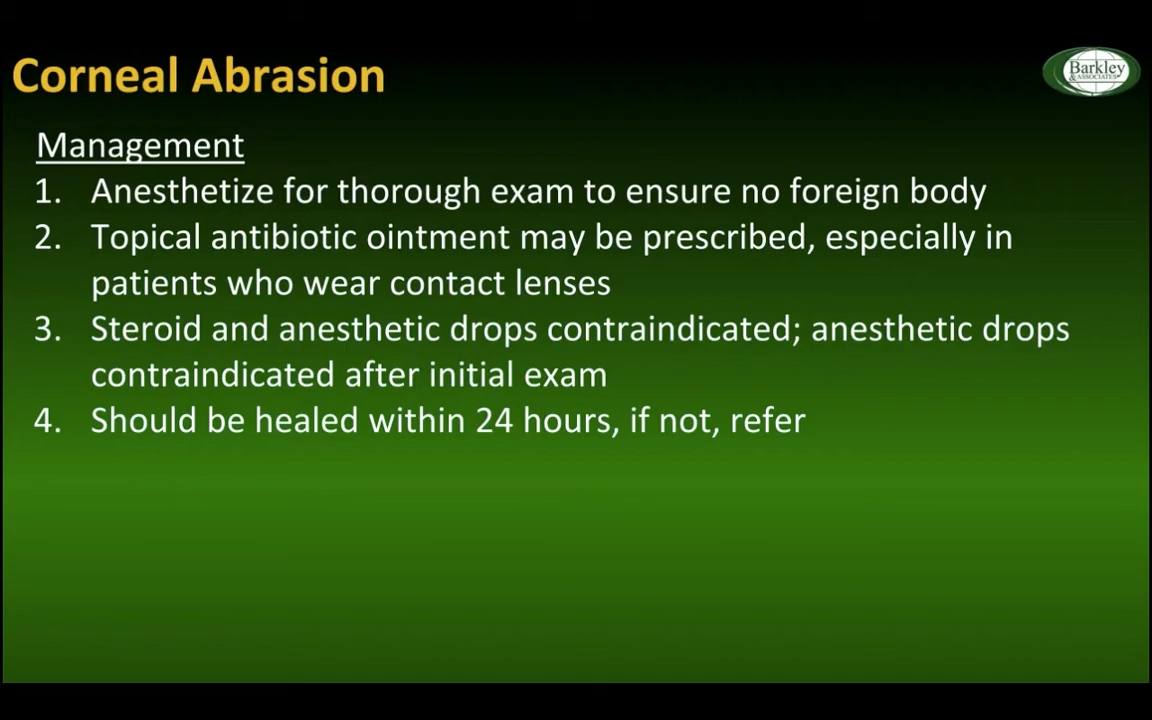 Corneal Abrasion
Barkley
& ASSOCIATES
Management
1. Anesthetize for thorough exam to ensure no foreign body
2. Topical antibiotic ointment may be prescribed, especially in
patients who wear contact lenses
3. Steroid and anesthetic drops contraindicated; anesthetic drops
contraindicated after initial exam
4. Should be healed within 24 hours, if not, refer